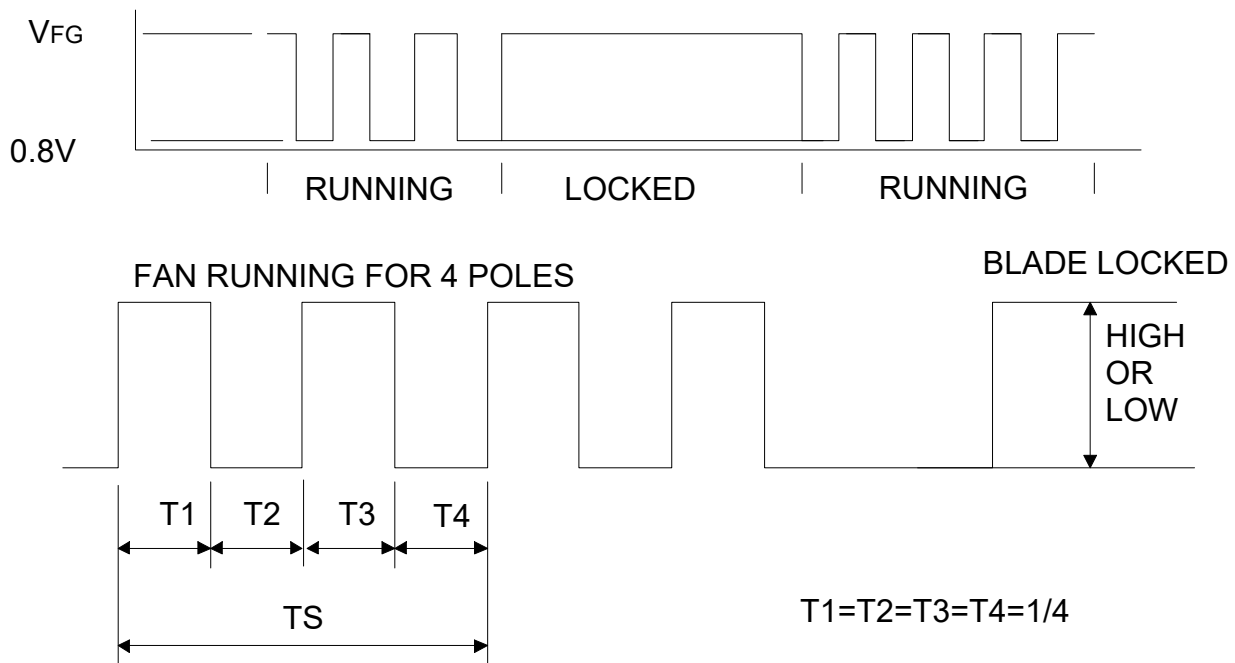 VFG
0.8V
RUNNING LOCKED RUNNING
FAN RUNNING FOR 4 POLES
BLADE LOCKED
HIGH
OR
LOW
T1 T2 T3 T4
TS
T1=T2=T3=T4=1/4